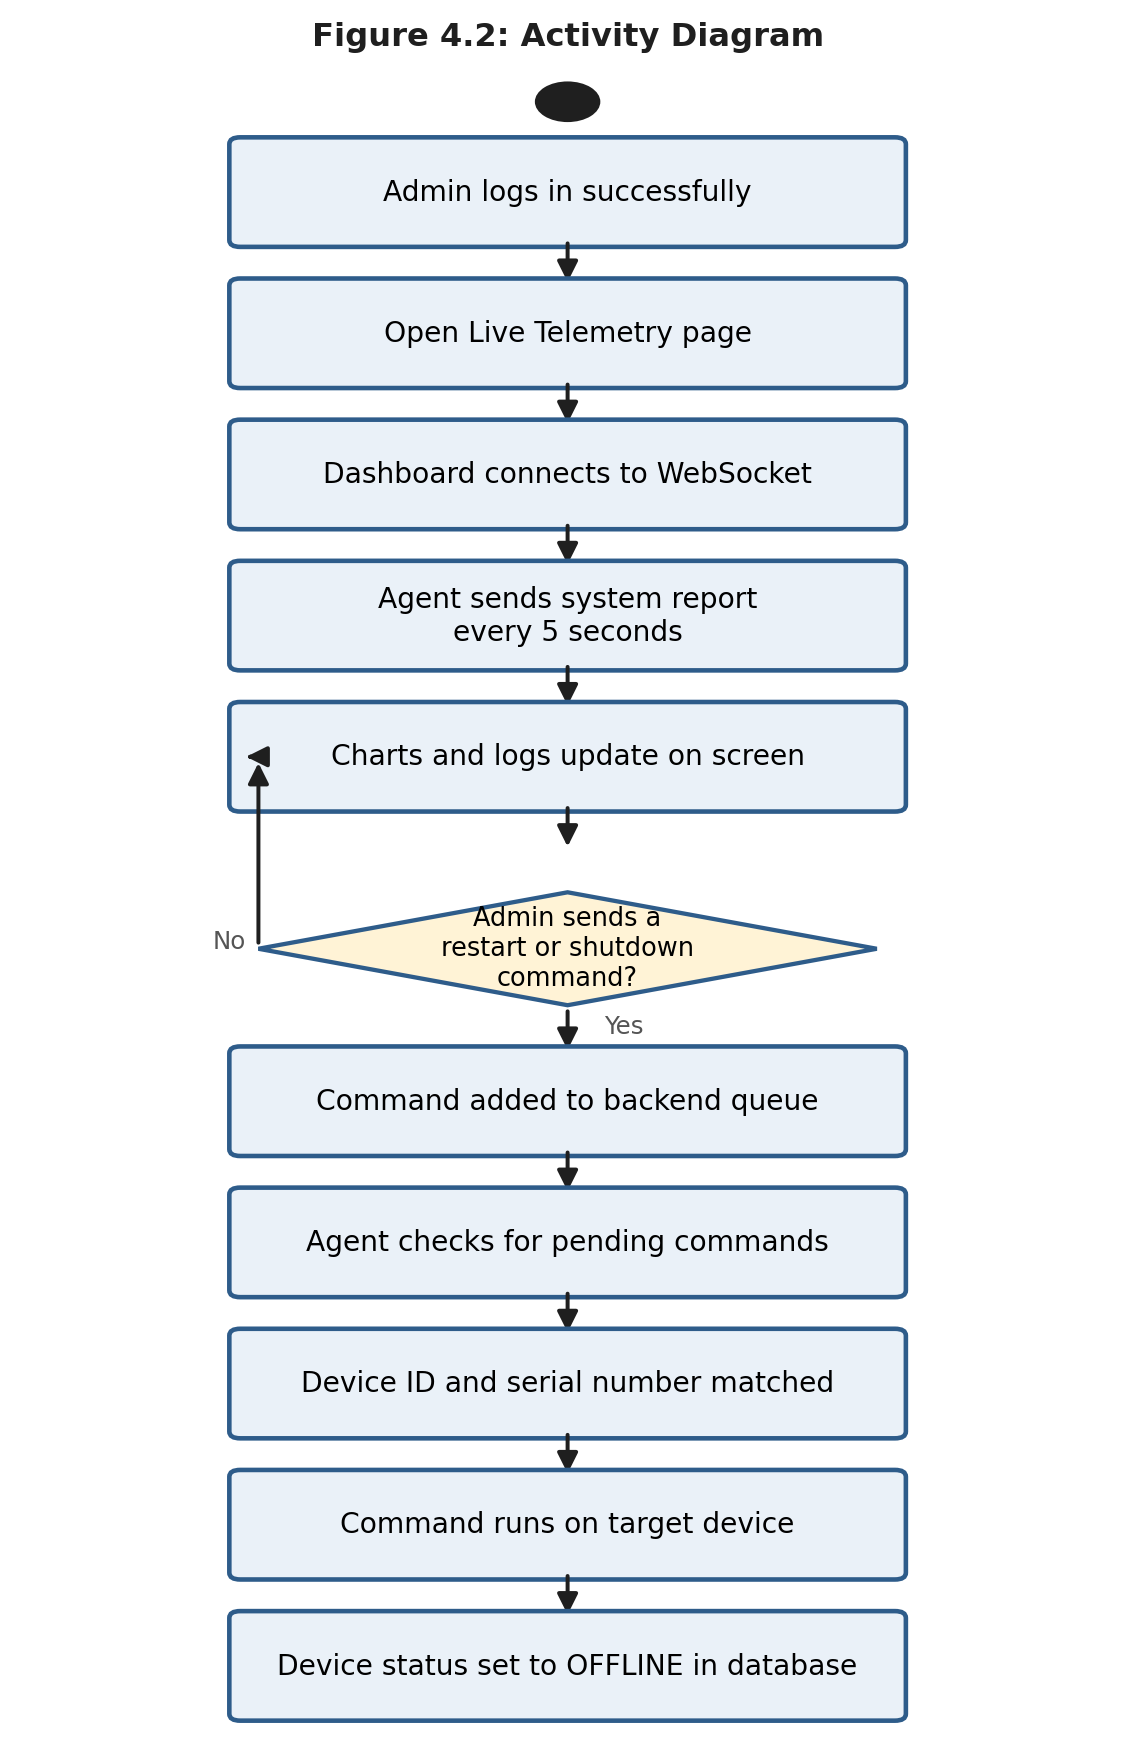 Figure 4.2: Activity Diagram
Admin logs in successfully
Open Live Telemetry page
Dashboard connects to WebSocket
Agent sends system report
every 5 seconds
Charts and logs update on screen
Admin sends a
restart or shutdown
command?
No
Yes
Command added to backend queue
Agent checks for pending commands
Device ID and serial number matched
Command runs on target device
Device status set to OFFLINE in database